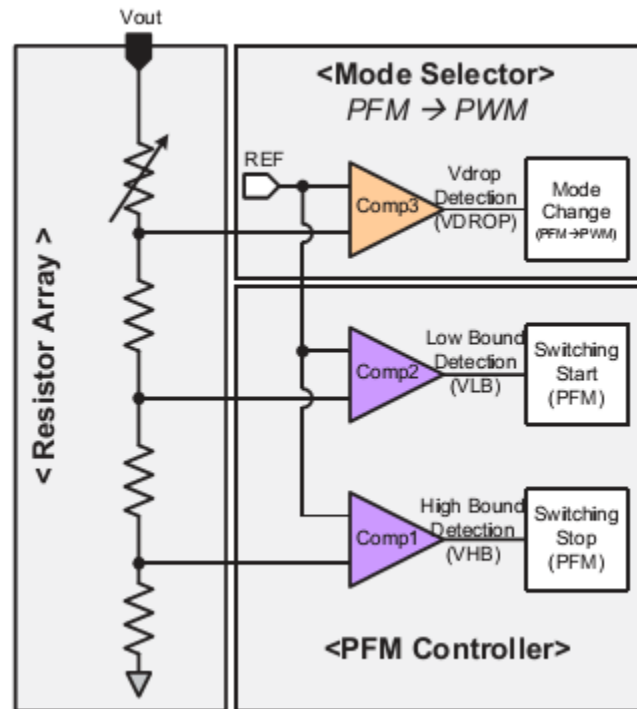 Vout
< Resistor Array >
<Mode Selector>
PFM → PWM
REF
Comp3
Vdrop
Detection
(VDROP)
Mode
Change
(PFM→PWM)
Comp2
Low Bound
Detection
(VLB)
Switching
Start
(PFM)
Comp1
High Bound
Detection
(VHB)
Switching
Stop
(PFM)
<PFM Controller>